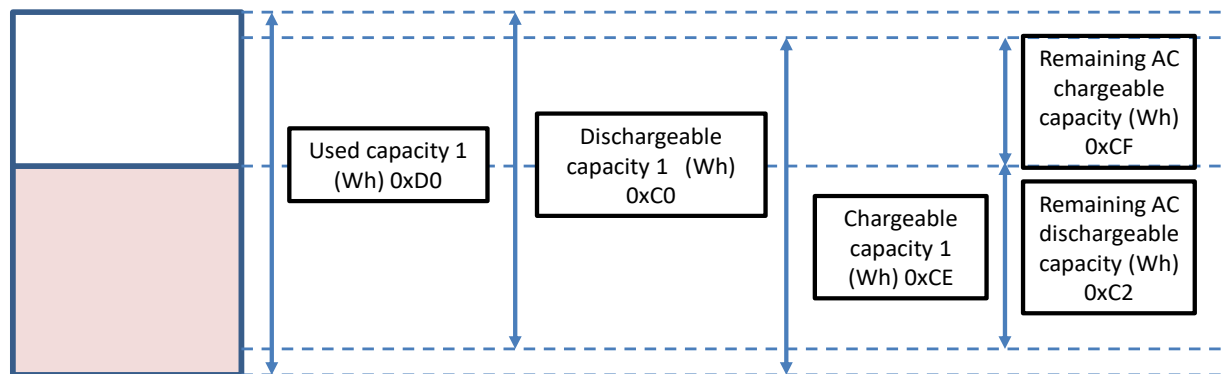 Used capacity 1
(Wh) 0xD0
Dischargeable
capacity 1 (Wh)
0xC0
Chargeable
capacity 1
(Wh) 0xCE
Remaining AC
chargeable
capacity (Wh)
0xCF
Remaining AC
dischargeable
capacity (Wh)
0xC2